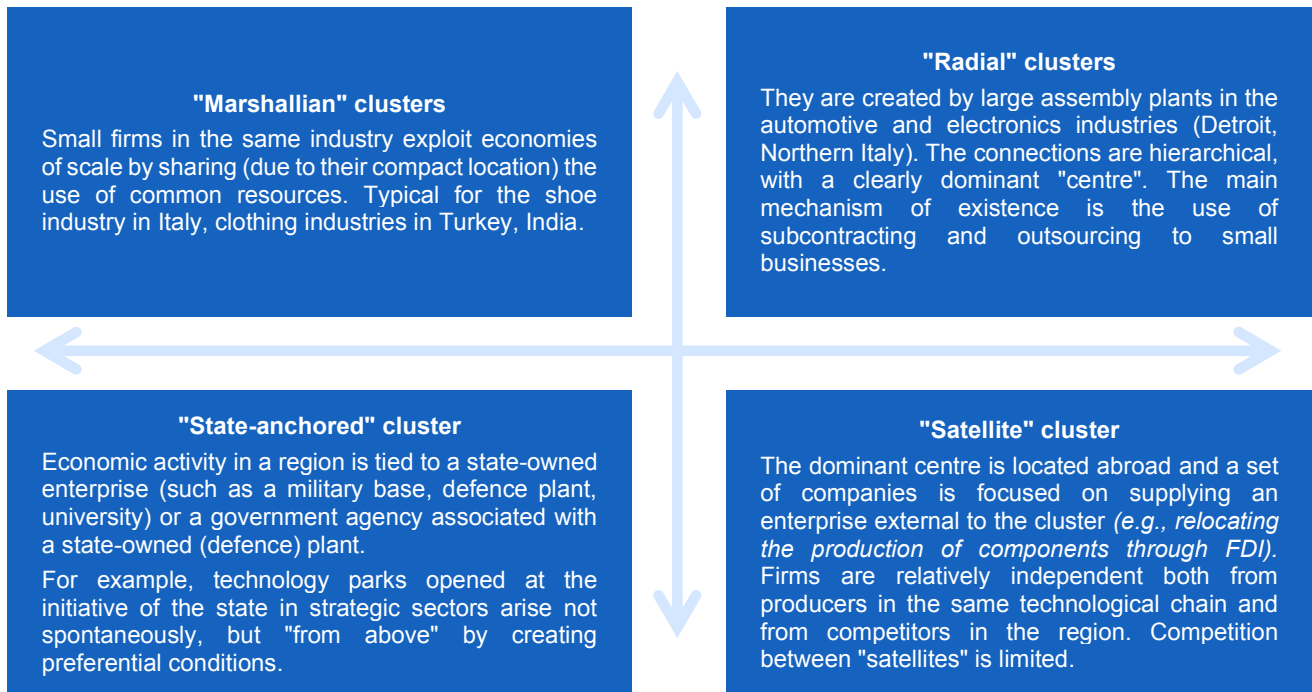 "Marshallian" clusters
Small firms in the same industry exploit economies
of scale by sharing (due to their compact location) the
use of common resources. Typical for the shoe
industry in Italy, clothing industries in Turkey, India.
"Radial" clusters
They are created by large assembly plants in the
automotive and electronics industries (Detroit,
Northern Italy). The connections are hierarchical,
with a clearly dominant "centre". The main
mechanism of existence is the use of
subcontracting and outsourcing to small
businesses.
"State-anchored" cluster
Economic activity in a region is tied to a state-owned
enterprise (such as a military base, defence plant,
university) or a government agency associated with
a state-owned (defence) plant.
For example, technology parks opened at the
initiative of the state in strategic sectors arise not
spontaneously, but "from above" by creating
preferential conditions.
"Satellite" cluster
The dominant centre is located abroad and a set
of companies is focused on supplying an
enterprise external to the cluster (e.g., relocating
the production of components through FDI).
Firms are relatively independent both from
producers in the same technological chain and
from competitors in the region. Competition
between "satellites" is limited.